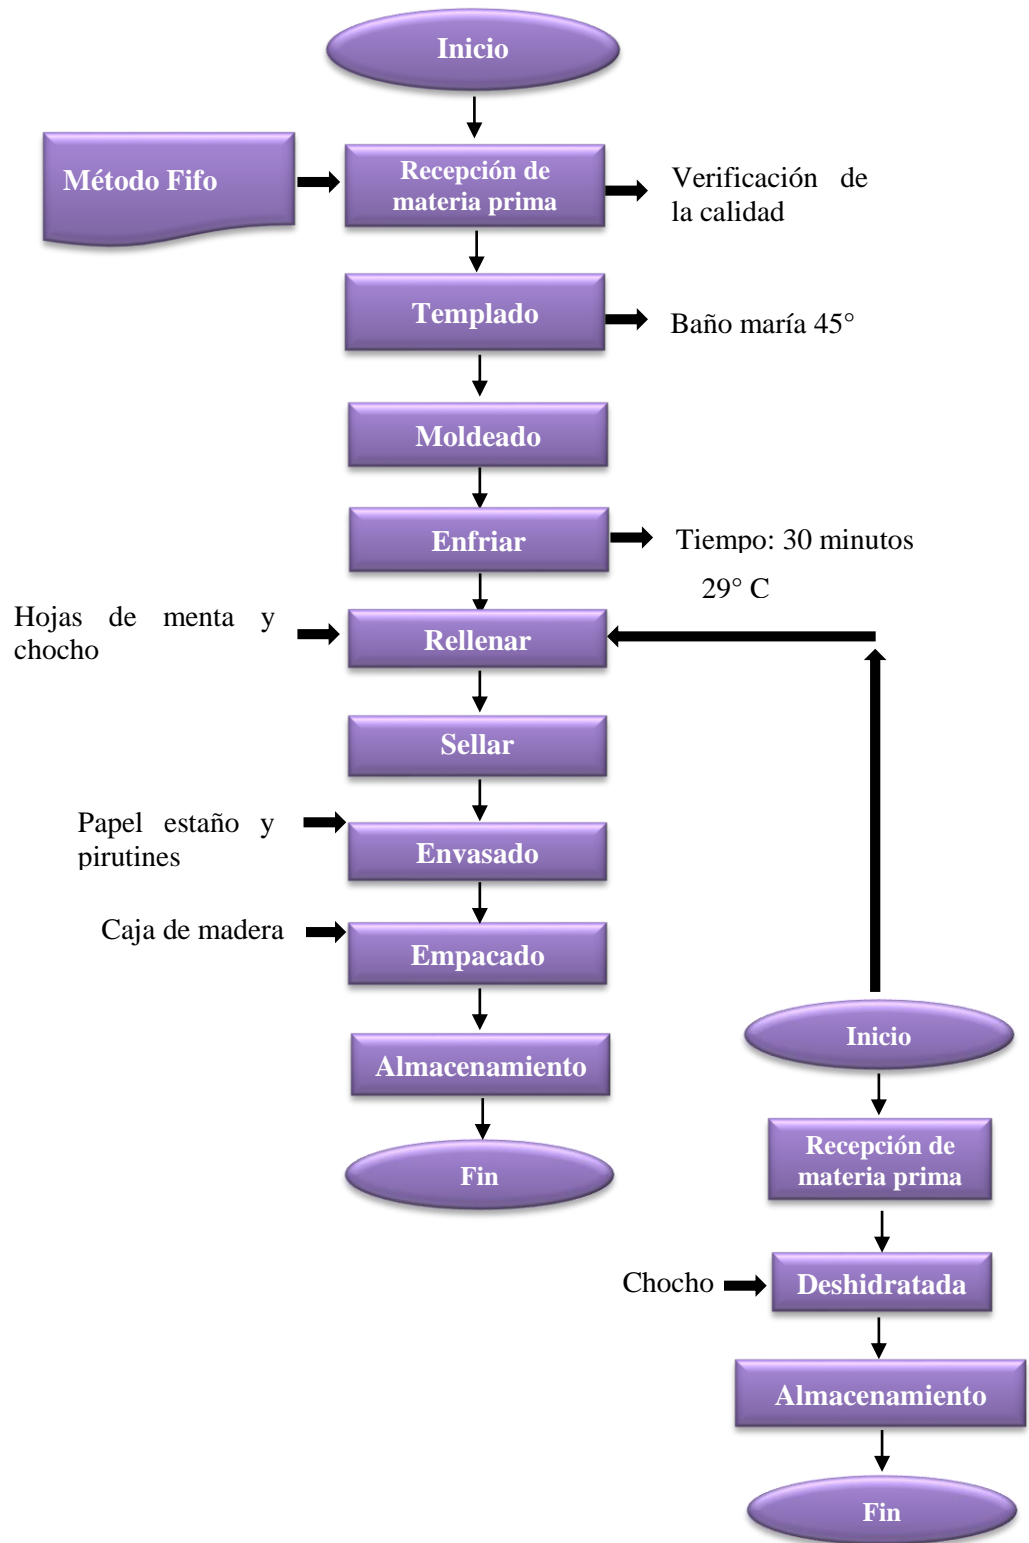 Inicio
Método Fifo
Recepción de
materia prima
Verificación de
la calidad
Templado
Baño maría 45°
Moldeado
Enfriar
Tiempo: 30 minutos
29° C
Hojas de menta y
chocho
Rellenar
Sellar
Papel estaño y
pirutines
Envasado
Caja de madera
Empacado
Almacenamiento
Fin
Inicio
Recepción de
materia prima
Chocho
Deshidratada
Almacenamiento
Fin